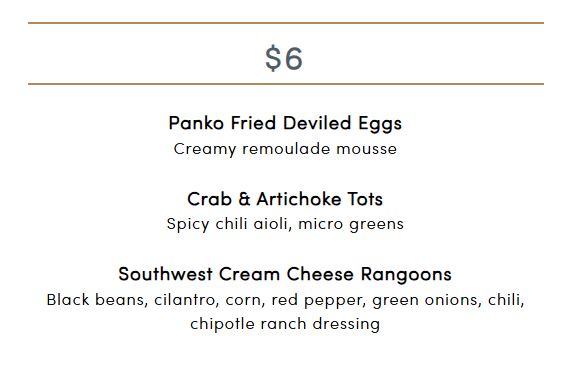 $6
Panko Fried Deviled Eggs
Creamy remoulade mousse
Crab & Artichoke Tots
Spicy chili aioli, micro greens
Southwest Cream Cheese Rangoons
Black beans, cilantro, corn, red pepper, green onions, chili,
chipotle ranch dressing